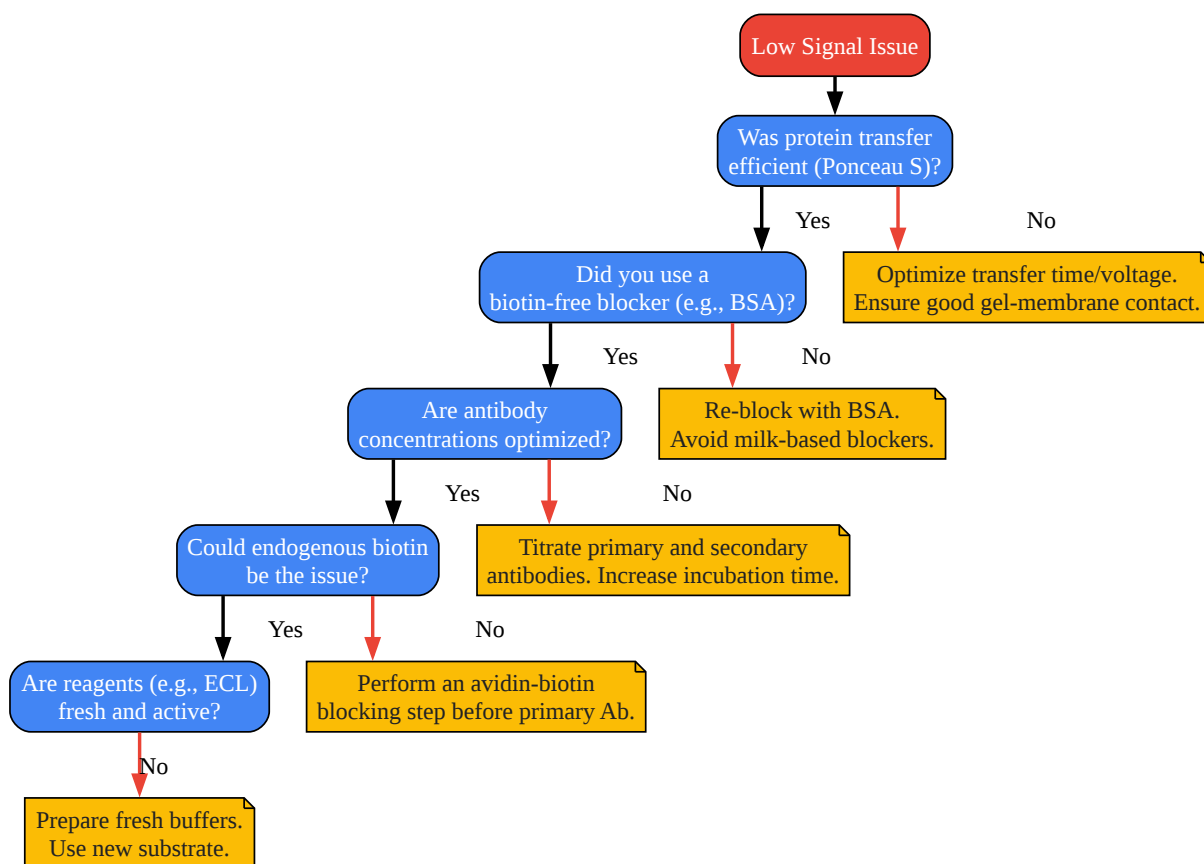 Low Signal Issue
Was protein transfer
efficient (Ponceau S)?
Yes
No
Did you use a
biotin-free blocker (e.g., BSA)?
Optimize transfer time/voltage.
Ensure good gel-membrane contact.
Yes
No
Are antibody
concentrations optimized?
Re-block with BSA.
Avoid milk-based blockers.
Yes
No
Could endogenous biotin
be the issue?
Titrate primary and secondary
antibodies. Increase incubation time.
Yes
No
Are reagents (e.g., ECL)
fresh and active?
Perform an avidin-biotin
blocking step before primary Ab.
No
Prepare fresh buffers.
Use new substrate.